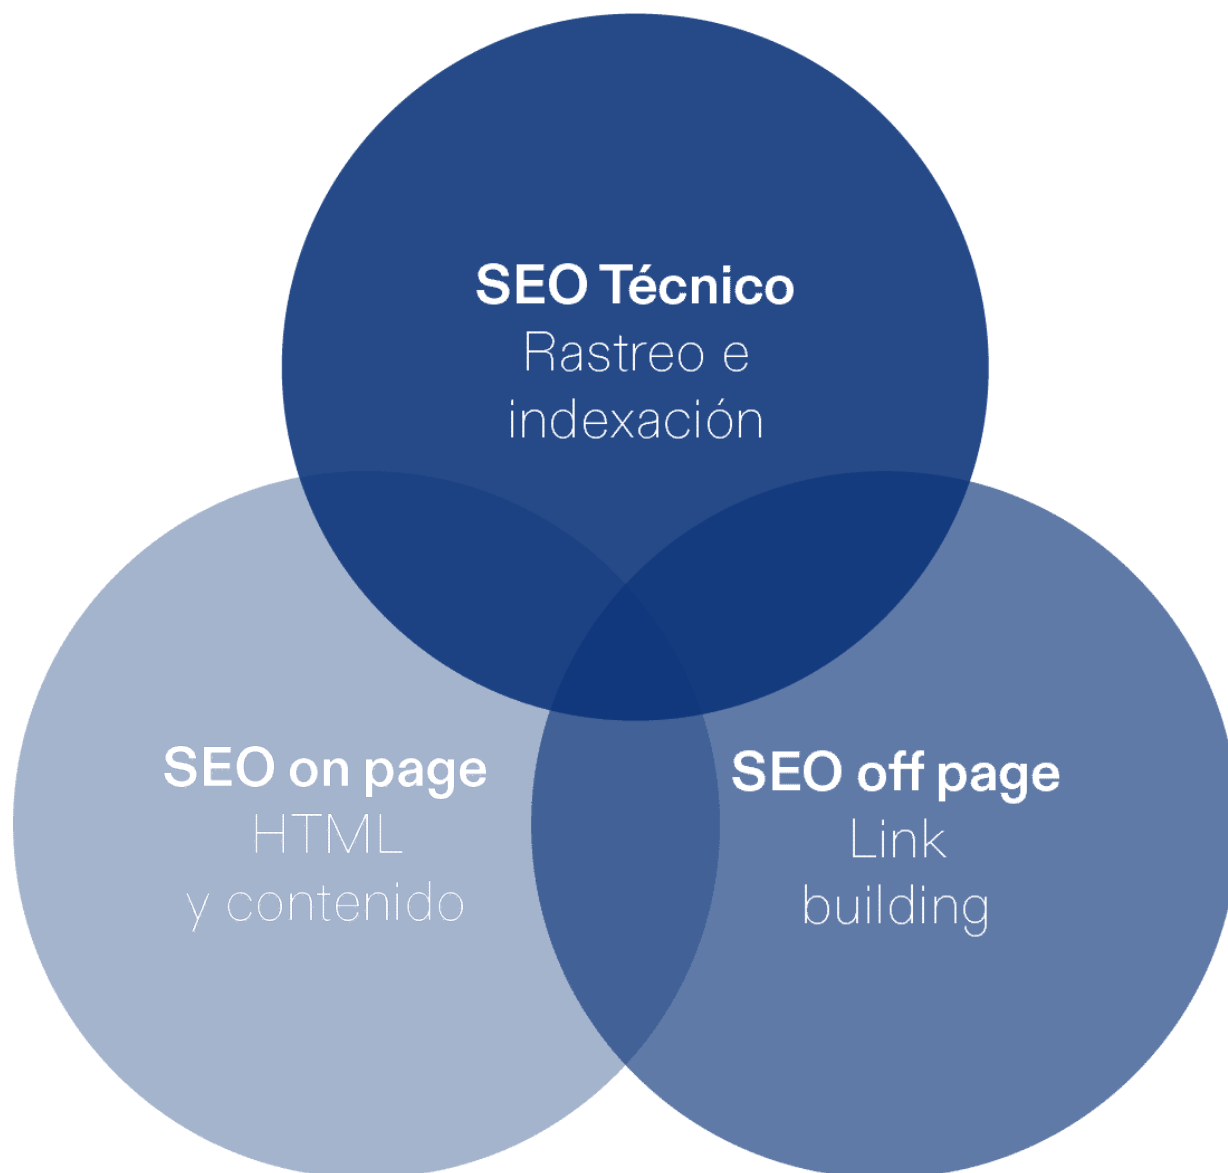 SEO Técnico
Rastreo e
indexación
SEO on page
HTML
y contenido
SEO off page
Link
building